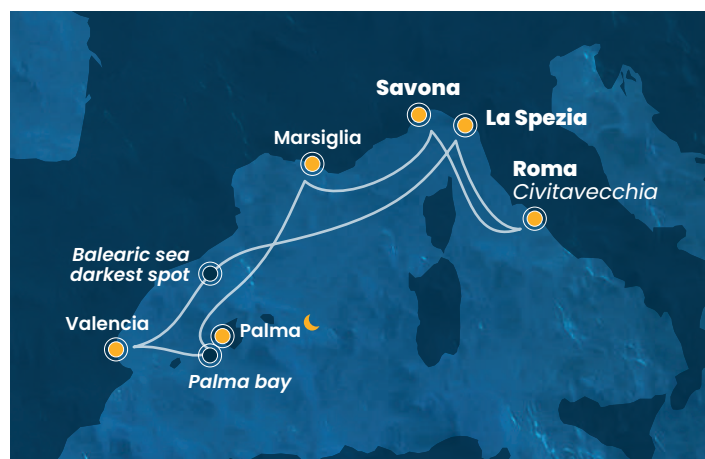 Savona
La Spezia
Marsiglia
Roma
Civitavecchia
Balearic sea
darkest spot
Valencia
Palma
Palma bay